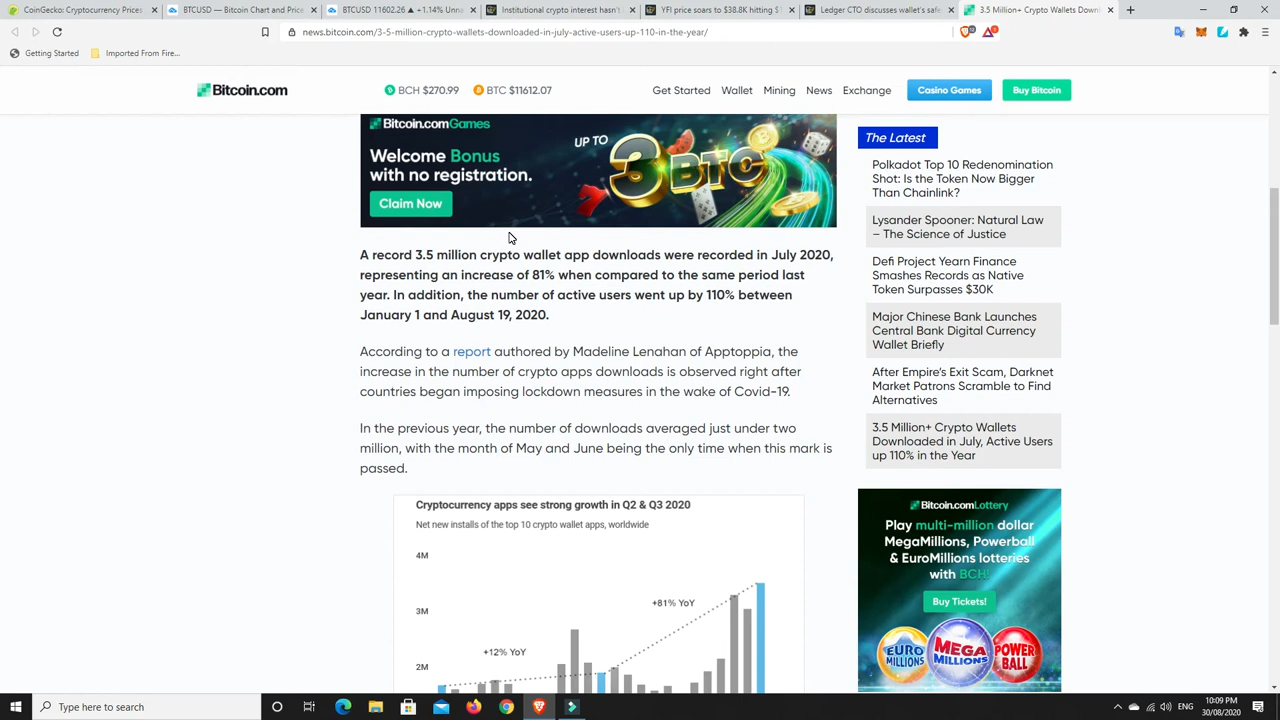 CoinGecko: Cryptocurrency Prices
BTCUSD — Bitcoin Chart and Price
BTCUSD 11602.26 ▲ +1.14% Unna
Institutional crypto interest hasn't
YFI price soars to $38.8K hitting $
Ledger CTO discusses wallet's safe
3.5 Million+ Crypto Wallets Down
news.bitcoin.com/3-5-million-crypto-wallets-downloaded-in-july-active-users-up-110-in-the-year/
Getting Started
Imported From Fire...
Bitcoin.com
BCH $270.99
BTC $11612.07
Get Started
Wallet
Mining
News
Exchange
Casino Games
Buy Bitcoin
Bitcoin.comGames
Welcome Bonus
with no registration.
Claim Now
UP TO
3 BTC
A record 3.5 million crypto wallet app downloads were recorded in July 2020,
representing an increase of 81% when compared to the same period last
year. In addition, the number of active users went up by 110% between
January 1 and August 19, 2020.
According to a report authored by Madeline Lenahan of Apptoppia, the
increase in the number of crypto apps downloads is observed right after
countries began imposing lockdown measures in the wake of Covid-19.
In the previous year, the number of downloads averaged just under two
million, with the month of May and June being the only time when this mark is
passed.
Cryptocurrency apps see strong growth in Q2 & Q3 2020
Net new installs of the top 10 crypto wallet apps, worldwide
4M
3M
2M
+12% YoY
+81% YoY
The Latest
Polkadot Top 10 Redenomination
Shot: Is the Token Now Bigger
Than Chainlink?
Lysander Spooner: Natural Law
– The Science of Justice
Defi Project Yearn Finance
Smashes Records as Native
Token Surpasses $30K
Major Chinese Bank Launches
Central Bank Digital Currency
Wallet Briefly
After Empire's Exit Scam, Darknet
Market Patrons Scramble to Find
Alternatives
3.5 Million+ Crypto Wallets
Downloaded in July, Active Users
up 110% in the Year
Bitcoin.comLottery
Play multi-million dollar
MegaMillions, Powerball
& EuroMillions lotteries
with BCH!
Buy Tickets!
EURO
MILLIONS
MEGA
MILLIONS
POWER
BALL
Type here to search
ENG
10:09 PM
30/08/2020